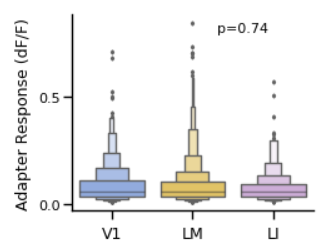 Adapter Response (dF/F)
p=0.74
0.5
0.0
V1 LM LI